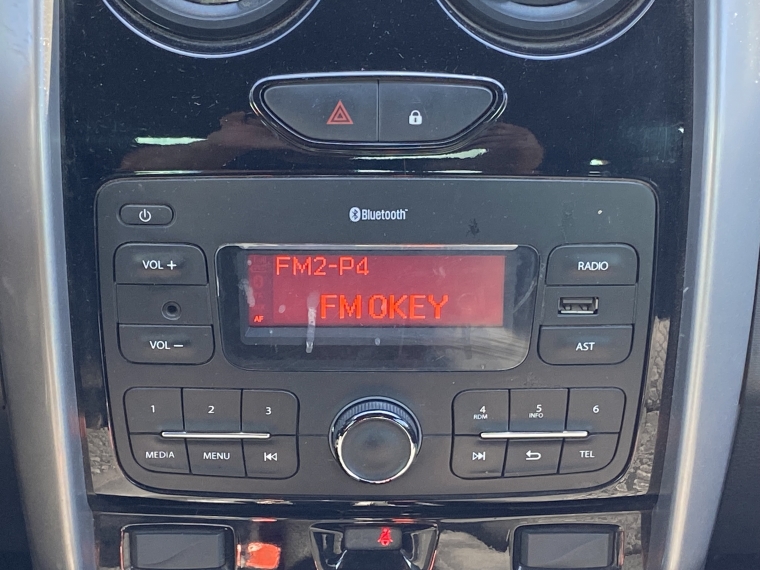 Bluetooth
FM2-P4
FM OKEY
AF
VOL +
VOL −
RADIO
AST
1 2 3
MEDIA MENU
4 5 6
RDM INFO
TEL